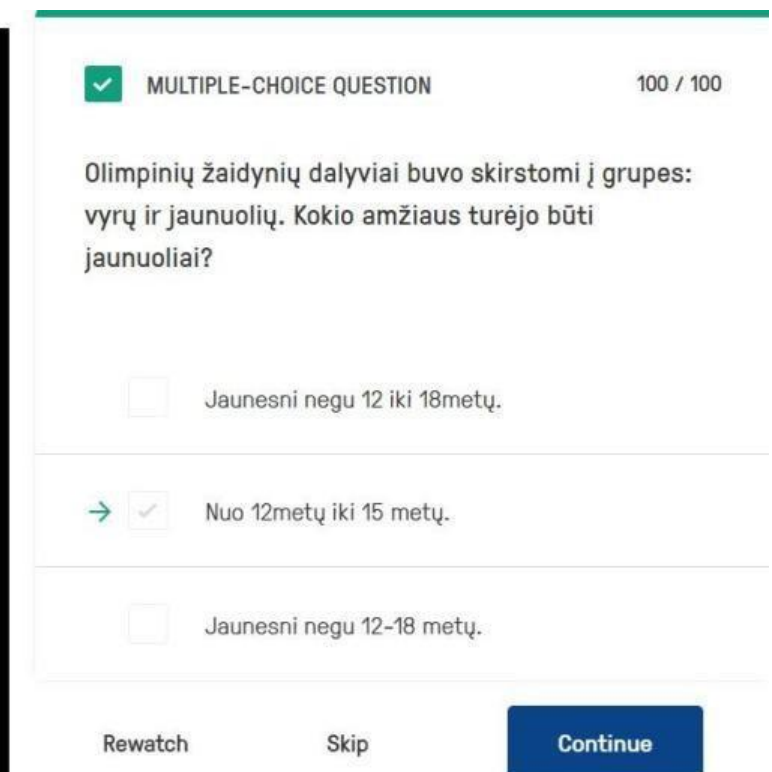 MULTIPLE-CHOICE QUESTION 100 / 100
Olimpinių žaidynių dalyviai buvo skirstomi į grupes:
vyrų ir jaunuolių. Kokio amžiaus turėjo būti
jaunuoliai?
Jaunesni negu 12 iki 18metų.
Nuo 12metų iki 15 metų.
Jaunesni negu 12-18 metų.
Rewatch Skip Continue